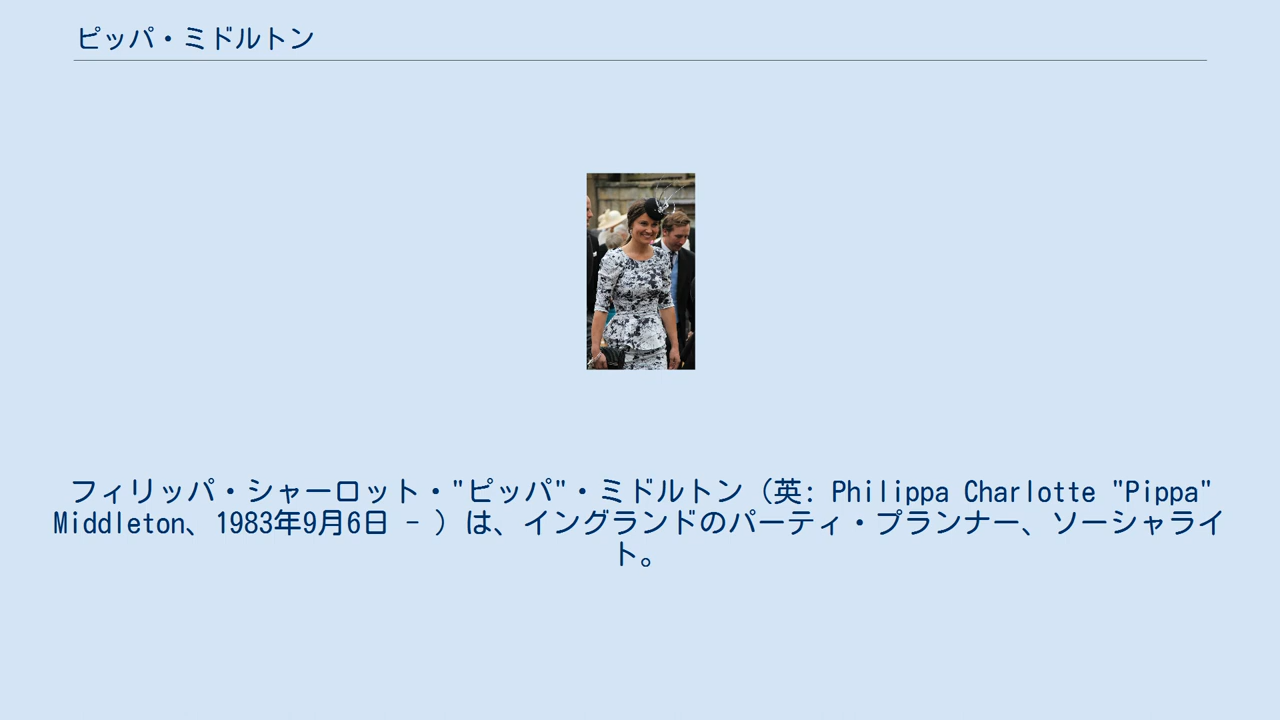 ピッパ・ミドルトン
フィリッパ・シャーロット・"ピッパ"・ミドルトン（英: Philippa Charlotte "Pippa"
Middleton、1983年9月6日 - ）は、イングランドのパーティ・プランナー、ソーシャライ
ト。